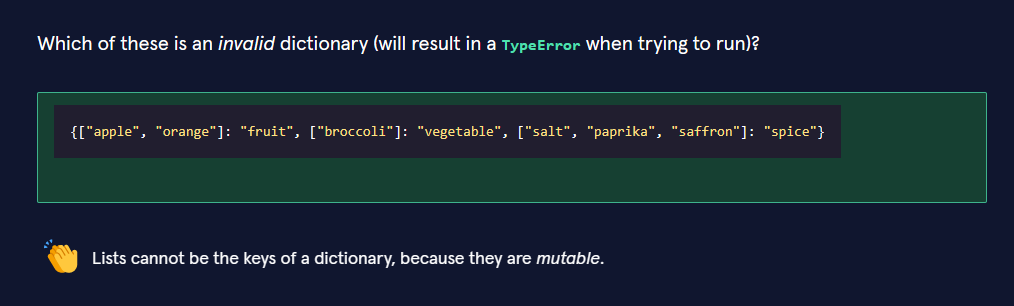 Which of these is an invalid dictionary (will result in a TypeError when trying to run)?
{["apple", "orange"]: "fruit", ["broccoli"]: "vegetable", ["salt", "paprika", "saffron"]: "spice"}
Lists cannot be the keys of a dictionary, because they are mutable.